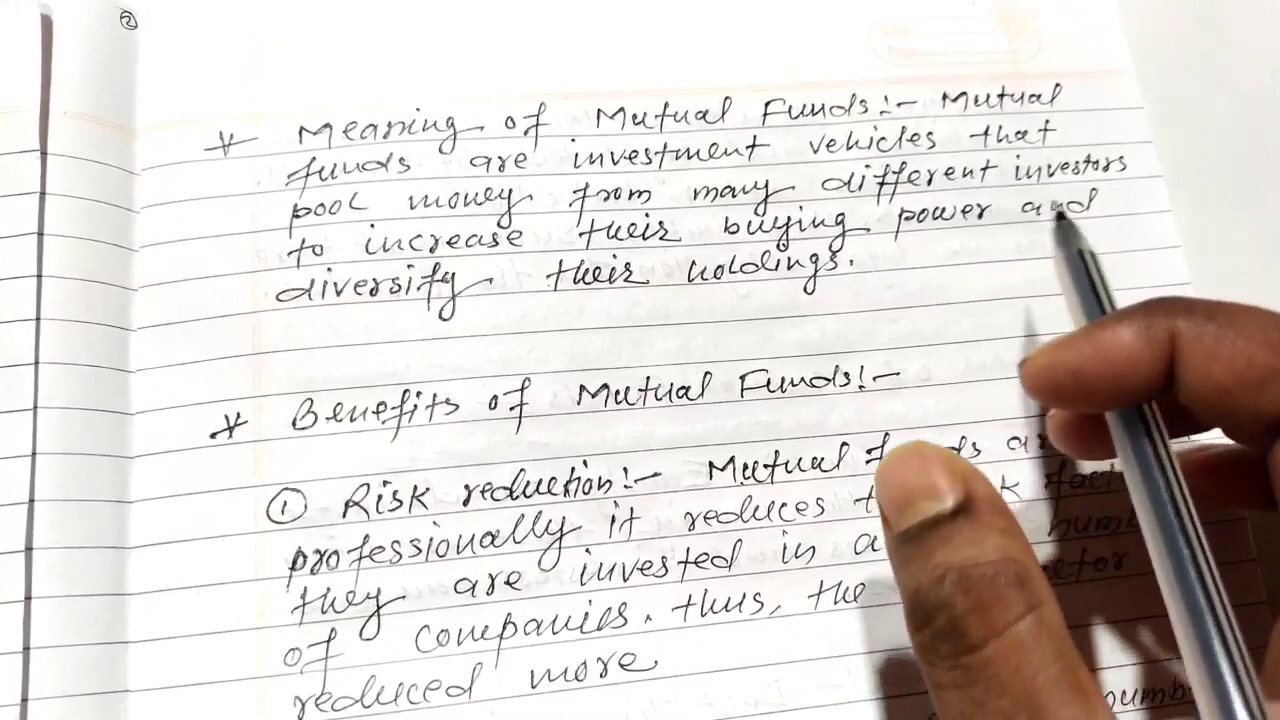 ②
* Meaning of Mutual Funds:- Mutual
funds are investment vehicles that
pool money from many different investors
to increase their buying power and
diversify their holdings.
* Benefits of Mutual Funds:-
① Risk reduction:- Mutual
professionally it reduces
they are invested in a
of companies. thus, the
reduced more